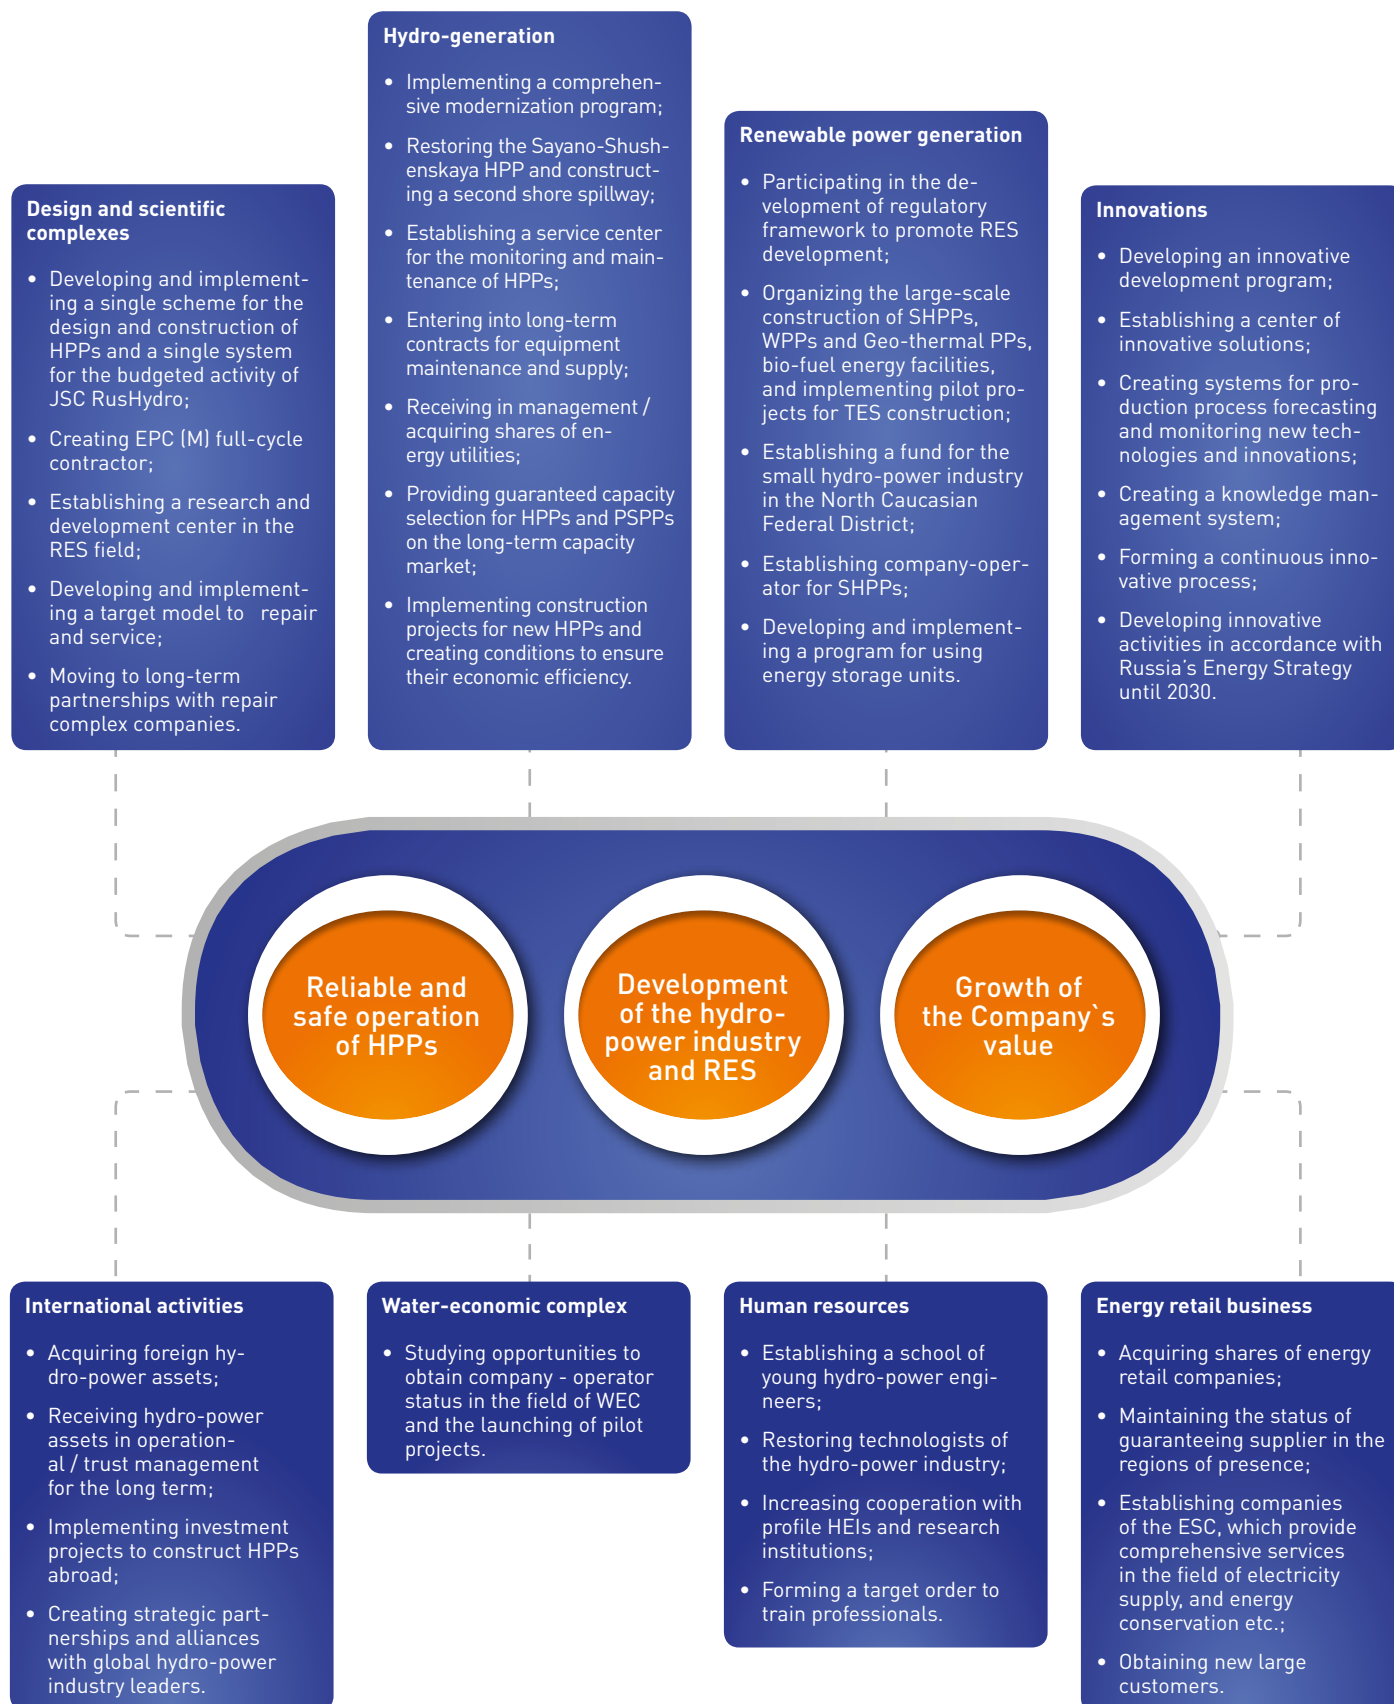 Design and scientific
complexes
• Developing and implement-
ing a single scheme for the
design and construction of
HPPs and a single system
for the budgeted activity of
JSC RusHydro;
• Creating EPC (M) full-cycle
contractor;
• Establishing a research and
development center in the
RES field;
• Developing and implement-
ing a target model to repair
and service;
• Moving to long-term
partnerships with repair
complex companies.
Hydro-generation
• Implementing a comprehen-
sive modernization program;
• Restoring the Sayano-Shush-
enskaya HPP and construct-
ing a second shore spillway;
• Establishing a service center
for the monitoring and main-
tenance of HPPs;
• Entering into long-term
contracts for equipment
maintenance and supply;
• Receiving in management /
acquiring shares of en-
ergy utilities;
• Providing guaranteed capacity
selection for HPPs and PSPPs
on the long-term capacity
market;
• Implementing construction
projects for new HPPs and
creating conditions to ensure
their economic efficiency.
Renewable power generation
• Participating in the de-
velopment of regulatory
framework to promote RES
development;
• Organizing the large-scale
construction of SHPPs,
WPPs and Geo-thermal PPs,
bio-fuel energy facilities,
and implementing pilot pro-
jects for TES construction;
• Establishing a fund for the
small hydro-power industry
in the North Caucasian
Federal District;
• Establishing company-oper-
ator for SHPPs;
• Developing and implement-
ing a program for using
energy storage units.
Innovations
• Developing an innovative
development program;
• Establishing a center of
innovative solutions;
• Creating systems for pro-
duction process forecasting
and monitoring new tech-
nologies and innovations;
• Creating a knowledge man-
agement system;
• Forming a continuous inno-
vative process;
• Developing innovative
activities in accordance with
Russia's Energy Strategy
until 2030.
Reliable and
safe operation
of HPPs
Development
of the hydro-
power industry
and RES
Growth of
the Company`s
value
International activities
• Acquiring foreign hy-
dro-power assets;
• Receiving hydro-power
assets in operation-
al / trust management
for the long term;
• Implementing investment
projects to construct HPPs
abroad;
• Creating strategic part-
nerships and alliances
with global hydro-power
industry leaders.
Water-economic complex
• Studying opportunities to
obtain company - operator
status in the field of WEC
and the launching of pilot
projects.
Human resources
• Establishing a school of
young hydro-power engi-
neers;
• Restoring technologists of
the hydro-power industry;
• Increasing cooperation with
profile HEIs and research
institutions;
• Forming a target order to
train professionals.
Energy retail business
• Acquiring shares of energy
retail companies;
• Maintaining the status of
guaranteeing supplier in the
regions of presence;
• Establishing companies
of the ESC, which provide
comprehensive services
in the field of electricity
supply, and energy
conservation etc.;
• Obtaining new large
customers.